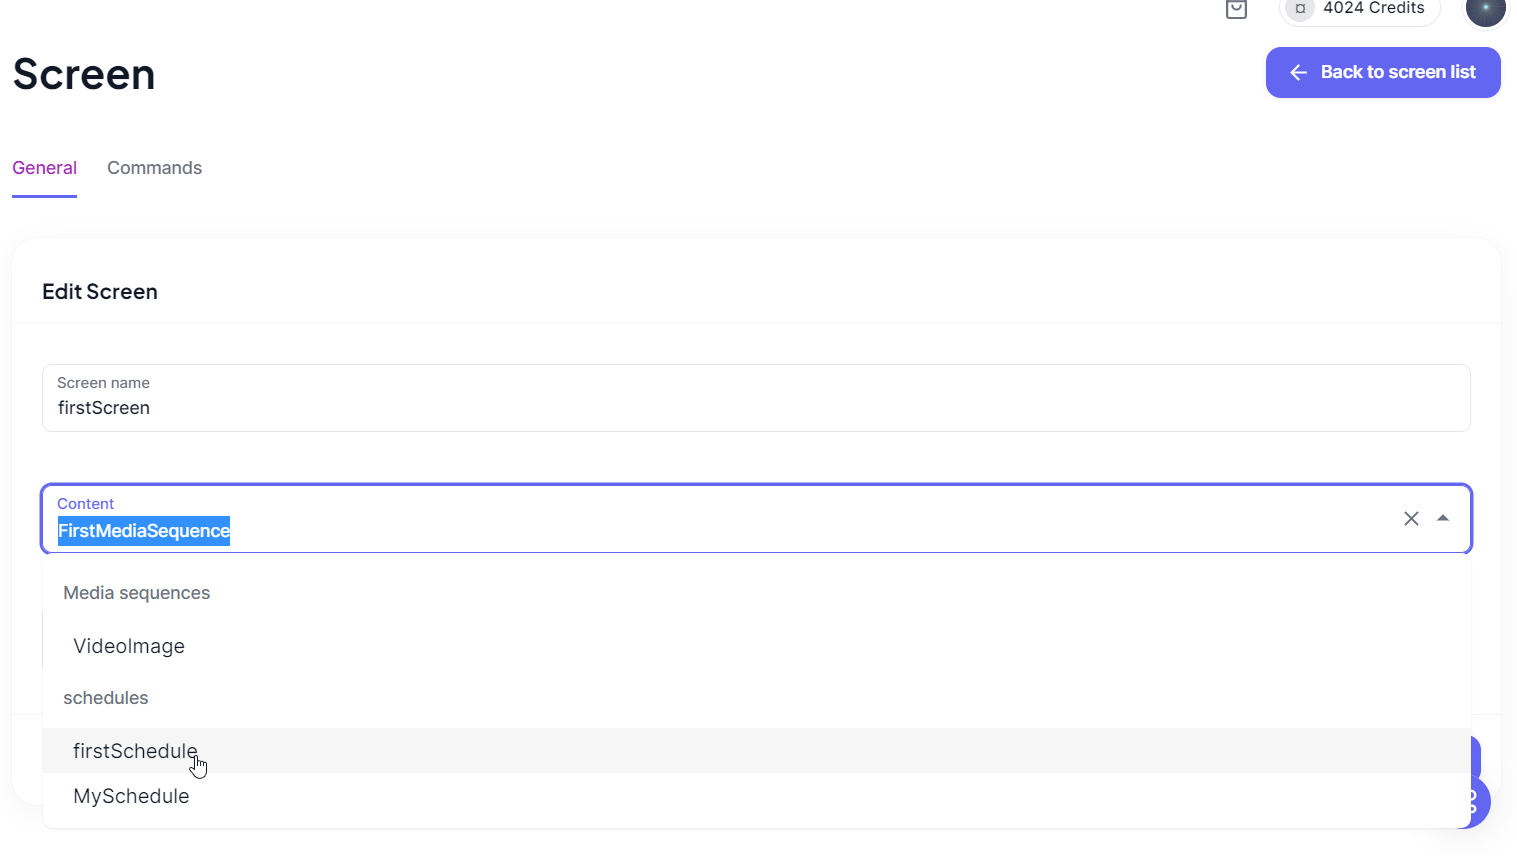 4024 Credits
Screen
Back to screen list
General
Commands
Edit Screen
Screen name
firstScreen
Content
FirstMediaSequence
Media sequences
VideoImage
schedules
firstSchedule
MySchedule